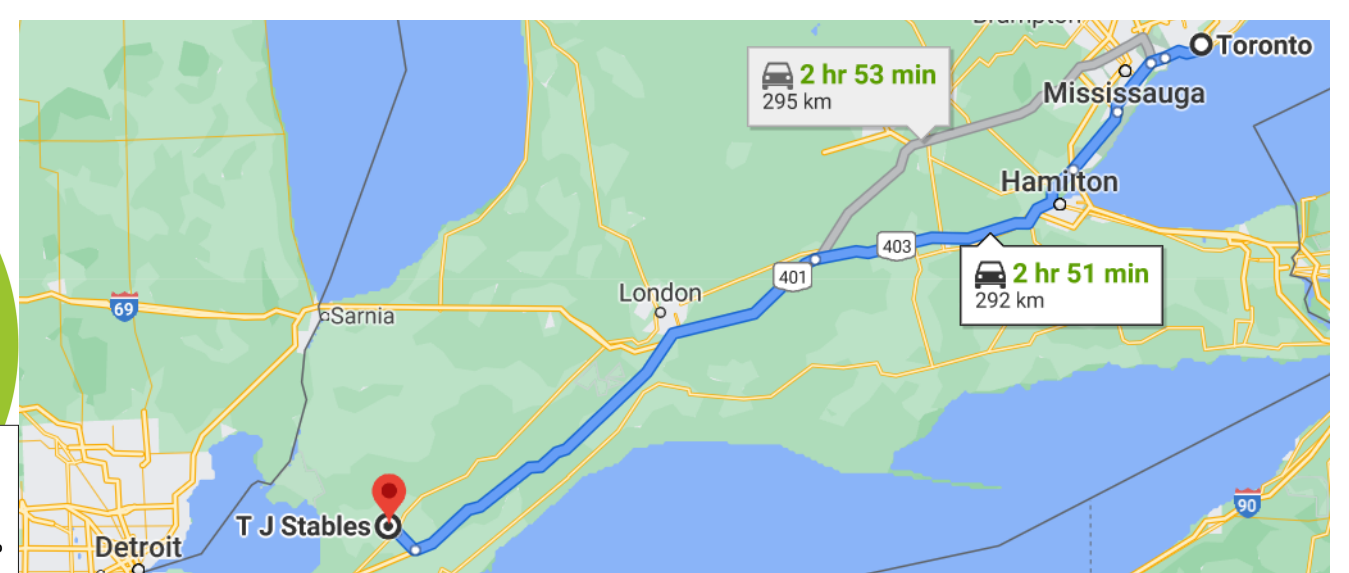 Brampton
Toronto
2 hr 53 min
295 km
Mississauga
Hamilton
403
401
2 hr 51 min
292 km
London
69
Sarnia
T J Stables
90
Detroit